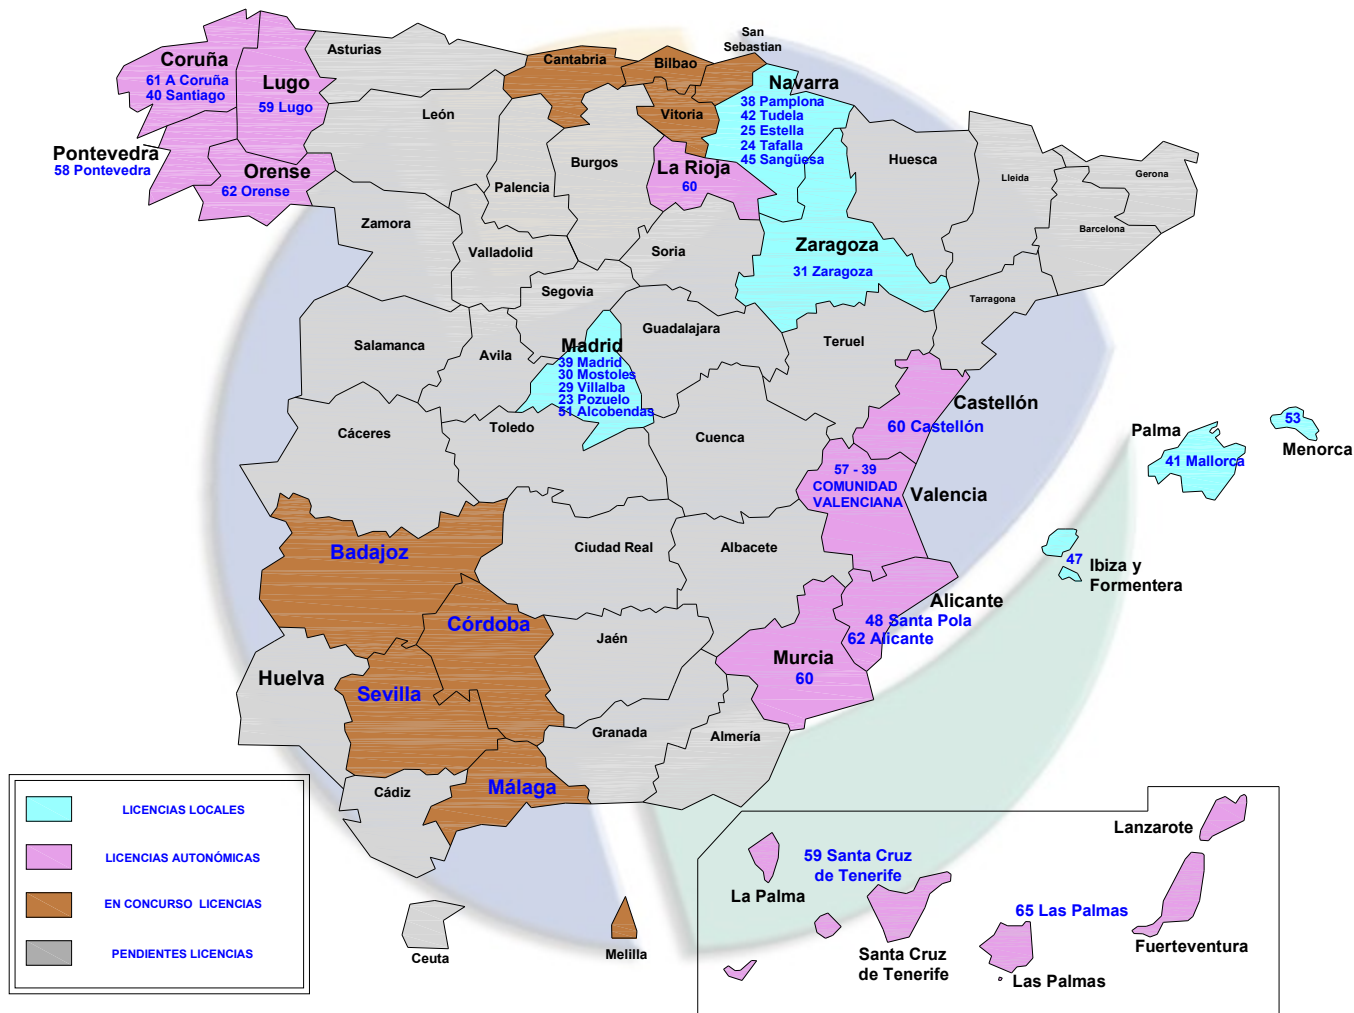 San
Sebastian
Asturias
Coruña
61 A Coruña
40 Santiago
Lugo
59 Lugo
Cantabria
Bilbao
Navarra
38 Pamplona
42 Tudela
25 Estella
24 Tafalla
45 Sangüesa
León
Vitoria
Pontevedra
58 Pontevedra
Orense
62 Orense
Burgos
Palencia
La Rioja
60
Huesca
Lleida
Gerona
Barcelona
Zamora
Valladolid
Soria
Zaragoza
31 Zaragoza
Segovia
Tarragona
Salamanca
Avila
Madrid
39 Madrid
30 Mostoles
29 Villalba
23 Pozuelo
51 Alcobendas
Guadalajara
Teruel
Castellón
60 Castellón
Cáceres
Toledo
Cuenca
Palma
41 Mallorca
53
Menorca
57 - 39
COMUNIDAD
VALENCIANA
Valencia
Badajoz
Ciudad Real
Albacete
47
Ibiza y
Formentera
Alicante
48 Santa Pola
62 Alicante
Córdoba
Jaén
Murcia
60
Huelva
Sevilla
Granada
Almería
Cádiz
Málaga
LICENCIAS LOCALES
LICENCIAS AUTONÓMICAS
EN CONCURSO LICENCIAS
PENDIENTES LICENCIAS
Ceuta
Melilla
Lanzarote
59 Santa Cruz
de Tenerife
La Palma
65 Las Palmas
Fuerteventura
Santa Cruz
de Tenerife
Las Palmas